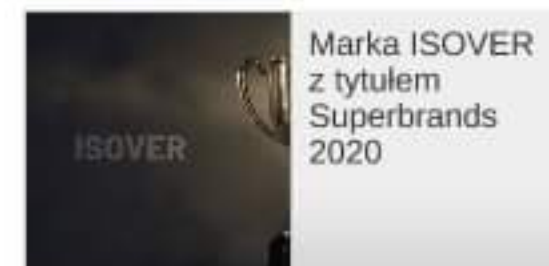 ISOVER
Marka ISOVER
z tytułem
Superbrands
2020